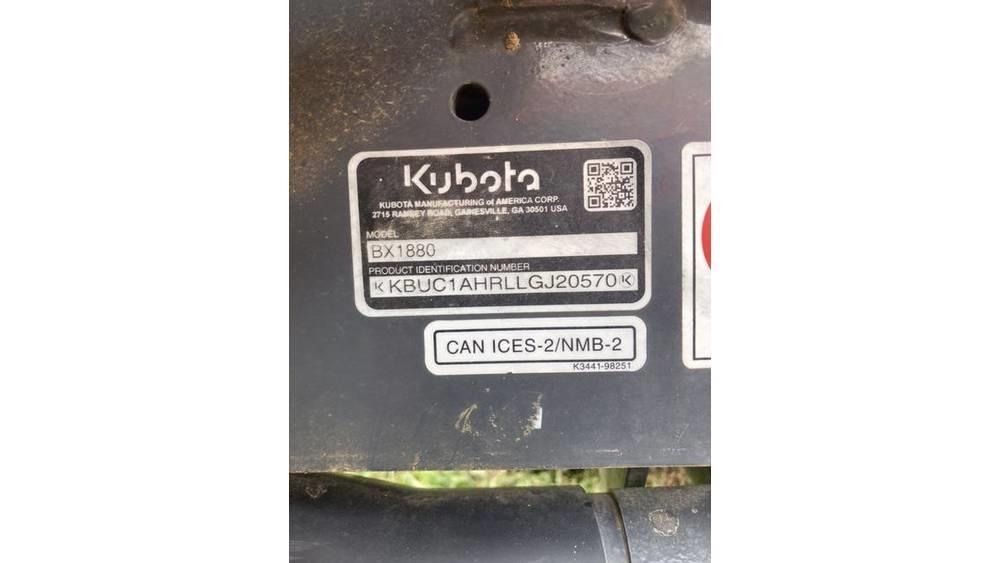 Kubota
KUBOTA MANUFACTURING of AMERICA CORP.
2715 RAMSEY ROAD, GAINESVILLE, GA 30501 USA
MODEL
BX1880
PRODUCT IDENTIFICATION NUMBER
K KBUC1AHRLLGJ20570 K
CAN ICES-2/NMB-2
K3441-98251